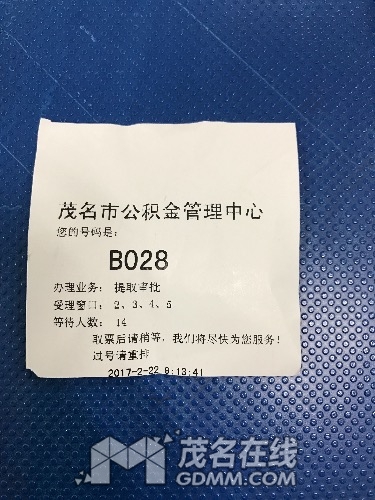 茂名市公积金管理中心
您的号码是:
B028
办理业务: 提取审批
受理窗口: 2、3、4、5
等待人数: 14
取票后请稍等, 我们将尽快为您服务!
过号请重排
2017-2-22 9:13:41
茂名在线
GDMM.COM